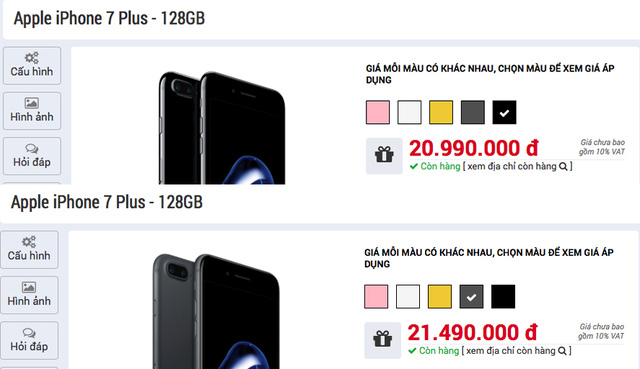 Apple iPhone 7 Plus - 128GB
Cấu hình
Hình ảnh
Hỏi đáp
GIÁ MỖI MÀU CÓ KHÁC NHAU, CHỌN MÀU ĐỂ XEM GIÁ ÁP
DỤNG
20.990.000 đ
Giá chưa bao
gồm 10% VAT
Còn hàng [ xem địa chỉ còn hàng ]
Apple iPhone 7 Plus - 128GB
Cấu hình
Hình ảnh
Hỏi đáp
GIÁ MỖI MÀU CÓ KHÁC NHAU, CHỌN MÀU ĐỂ XEM GIÁ ÁP
DỤNG
21.490.000 đ
Giá chưa bao
gồm 10% VAT
Còn hàng [ xem địa chỉ còn hàng ]